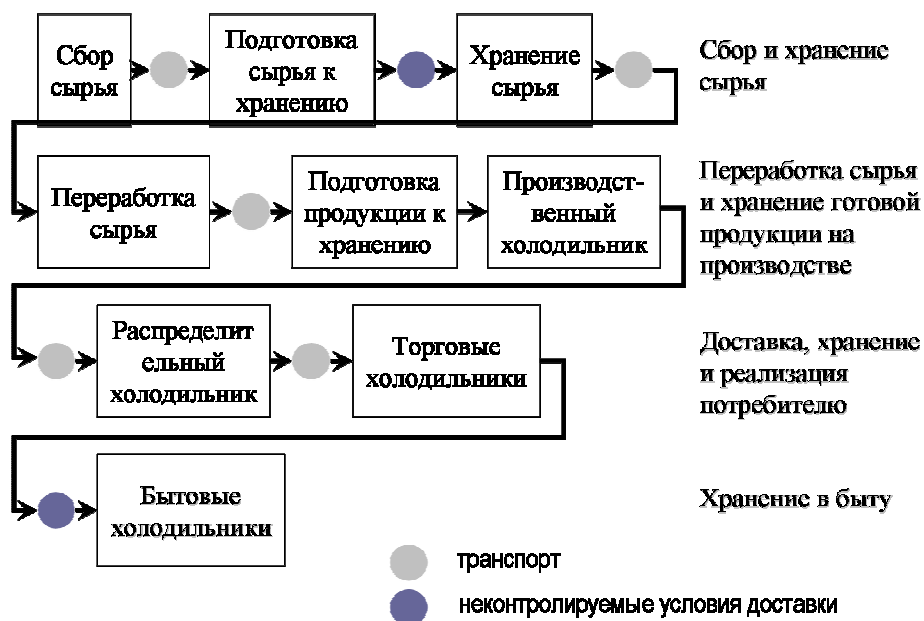 Сбор
сырья
Подготовка
сырья к
хранению
Хранение
сырья
Сбор и хранение
сырья
Переработка
сырья
Подготовка
продукции к
хранению
Производст-
венный
холодильник
Переработка сырья
и хранение готовой
продукции на
производстве
Распределит
ельный
холодильник
Торговые
холодильники
Доставка, хранение
и реализация
потребителю
Бытовые
холодильники
Хранение в быту
транспорт
неконтролируемые условия доставки